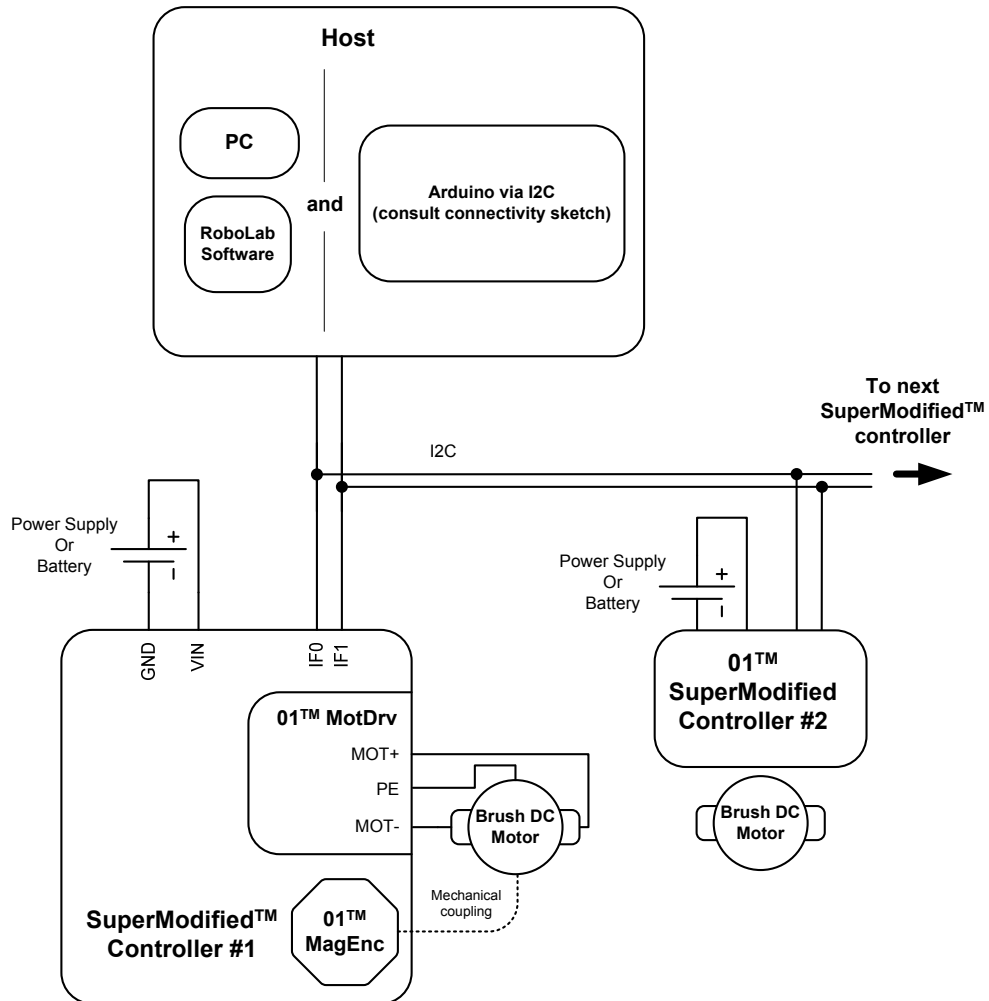 Host
PC
RoboLab
Software
and
Arduino via I2C
(consult connectivity sketch)
To next
SuperModified™
controller
I2C
Power Supply
Or
Battery
+
–
GND
VIN
IF0
IF1
Power Supply
Or
Battery
+
–
01™
SuperModified
Controller #2
Brush DC
Motor
01™ MotDrv
MOT+
PE
MOT-
Brush DC
Motor
Mechanical
coupling
01™
MagEnc
SuperModified™
Controller #1